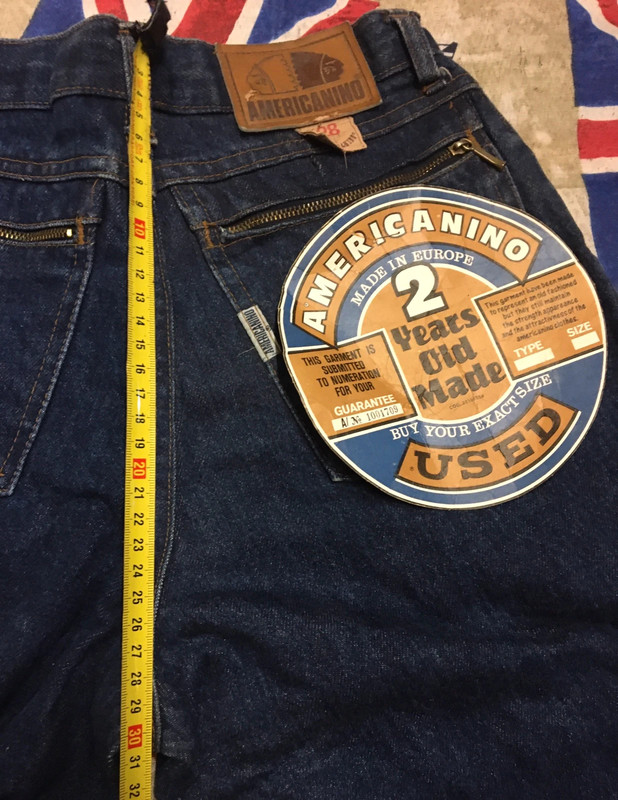 AMERICANINO
28
AMERICANINO
AMERICANINO
MADE IN EUROPE
2
Years
Old
Made
THIS GARMENT IS
SUBMITTED
TO NUMERATION
FOR YOUR
GUARANTEE
AU.Nr 1001709
This garment have been made
to represent an old fashioned
but they still maintain
the strength appearance
and the attractiveness of the
americanino clothes.
TYPE
SIZE
BUY YOUR EXACT SIZE
USED
3
4
5
6
7
8
9
10
11
12
13
14
15
16
17
18
19
20
21
22
23
24
25
26
27
28
29
30
31
32